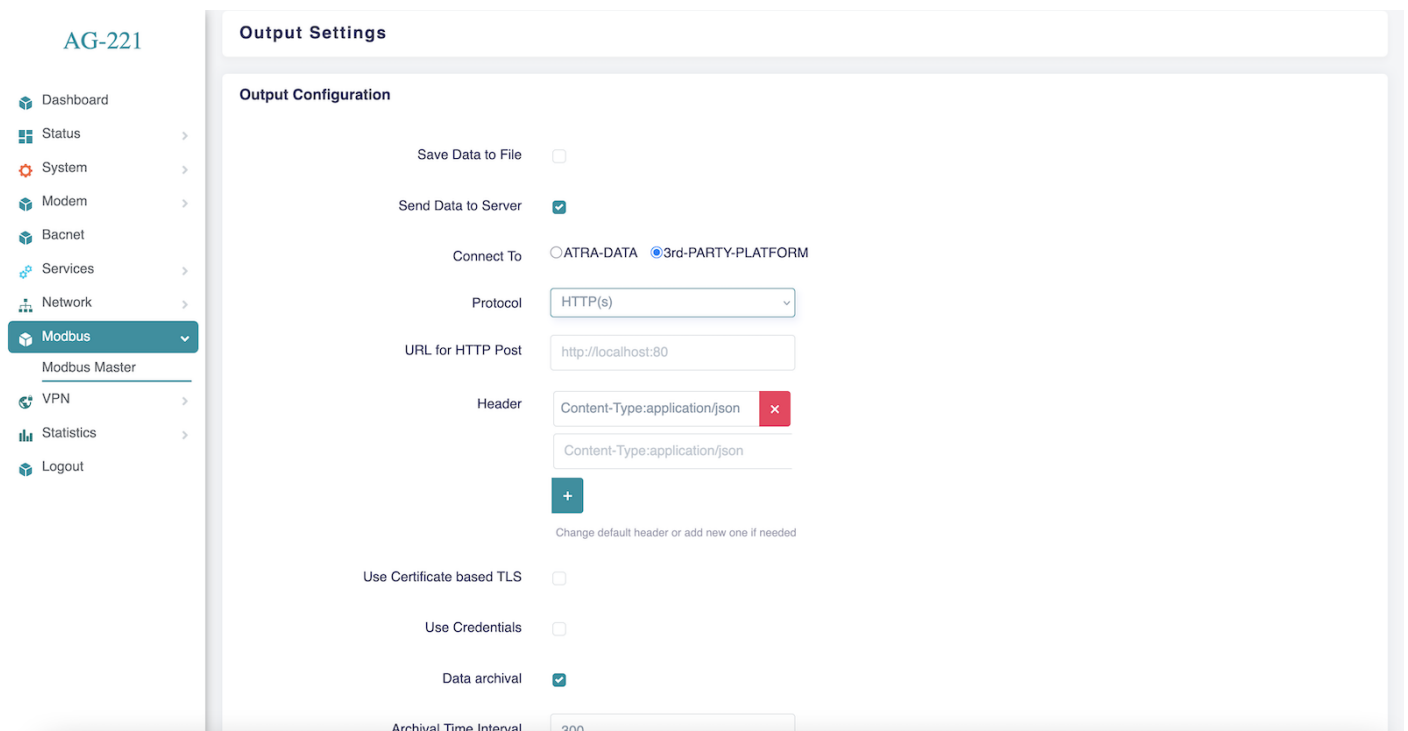 AG-221
Dashboard
Status
System
Modem
Bacnet
Services
Network
Modbus
Modbus Master
VPN
Statistics
Logout
Output Settings
Output Configuration
Save Data to File
Send Data to Server
Connect To ATRA-DATA 3rd-PARTY-PLATFORM
Protocol HTTP(s)
URL for HTTP Post http://localhost:80
Header Content-Type:application/json ×
Content-Type:application/json
+
Change default header or add new one if needed
Use Certificate based TLS
Use Credentials
Data archival
Archival Time Interval 300